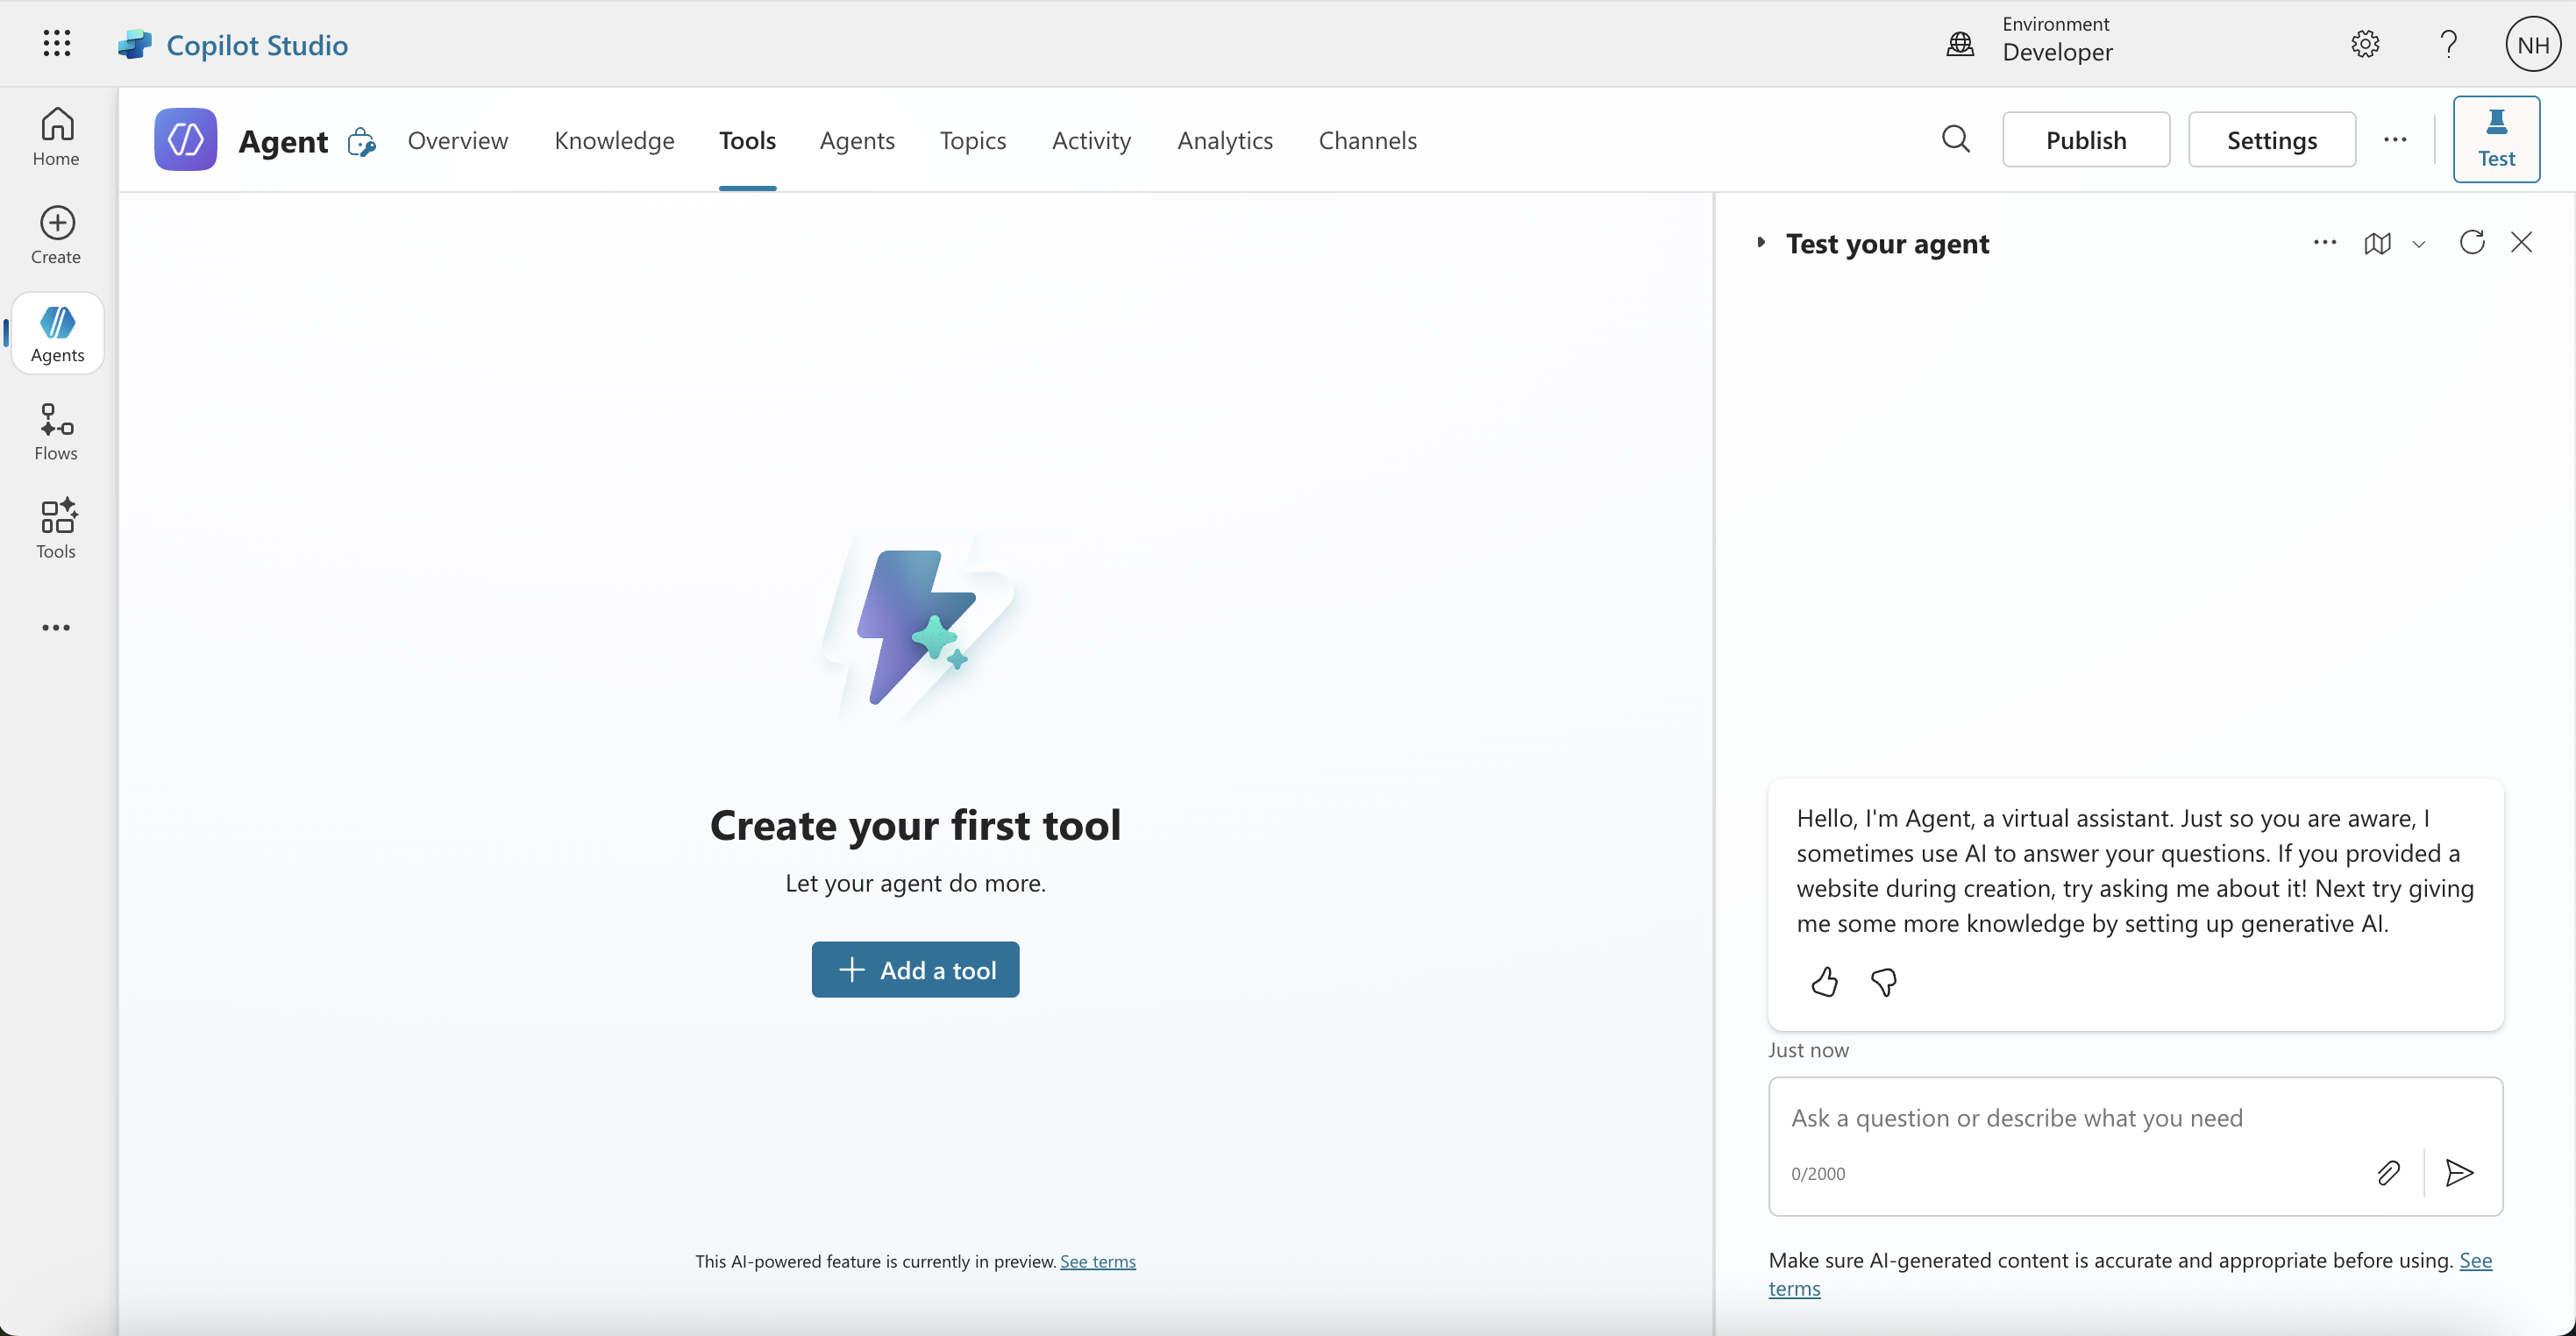 Copilot Studio
Environment
Developer
NH
Home
Create
Agents
Flows
Tools
Agent
Overview
Knowledge
Tools
Agents
Topics
Activity
Analytics
Channels
Publish
Settings
Test
Create your first tool
Let your agent do more.
Add a tool
This AI-powered feature is currently in preview. See terms
Test your agent
Hello, I'm Agent, a virtual assistant. Just so you are aware, I
sometimes use AI to answer your questions. If you provided a
website during creation, try asking me about it! Next try giving
me some more knowledge by setting up generative AI.
Just now
Ask a question or describe what you need
0/2000
Make sure AI-generated content is accurate and appropriate before using. See
terms